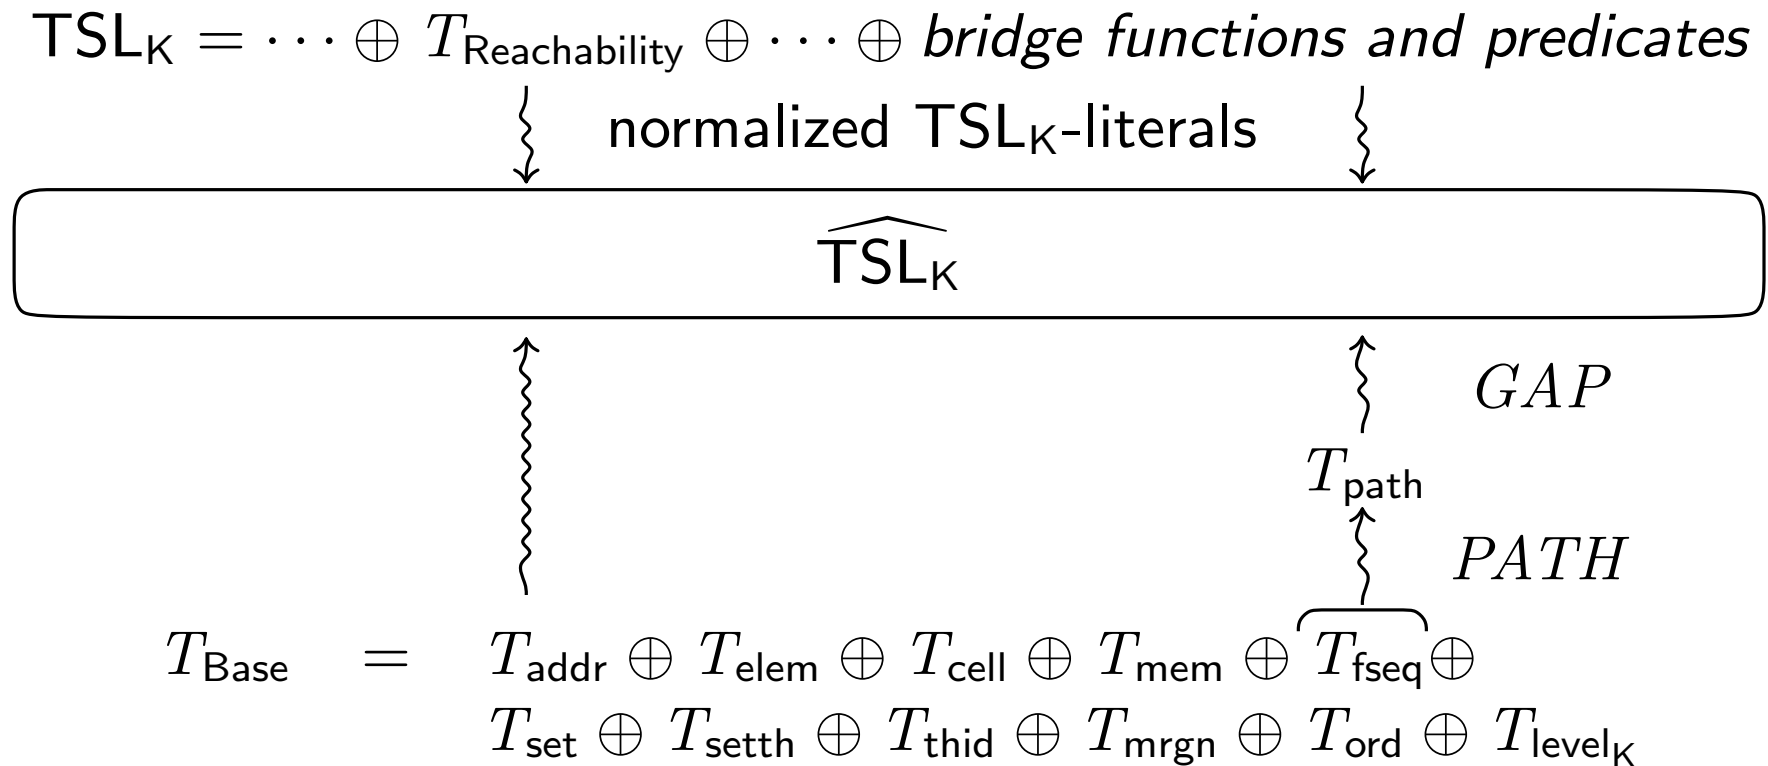 TSL_K = ··· ⊕ T_Reachability ⊕ ··· ⊕ bridge functions and predicates
normalized TSL_K-literals
\widehat{TSL_K}
GAP
T_path
PATH
T_Base = T_addr ⊕ T_elem ⊕ T_cell ⊕ T_mem ⊕ T_fseq ⊕
T_set ⊕ T_setth ⊕ T_thid ⊕ T_mrgn ⊕ T_ord ⊕ T_level_K